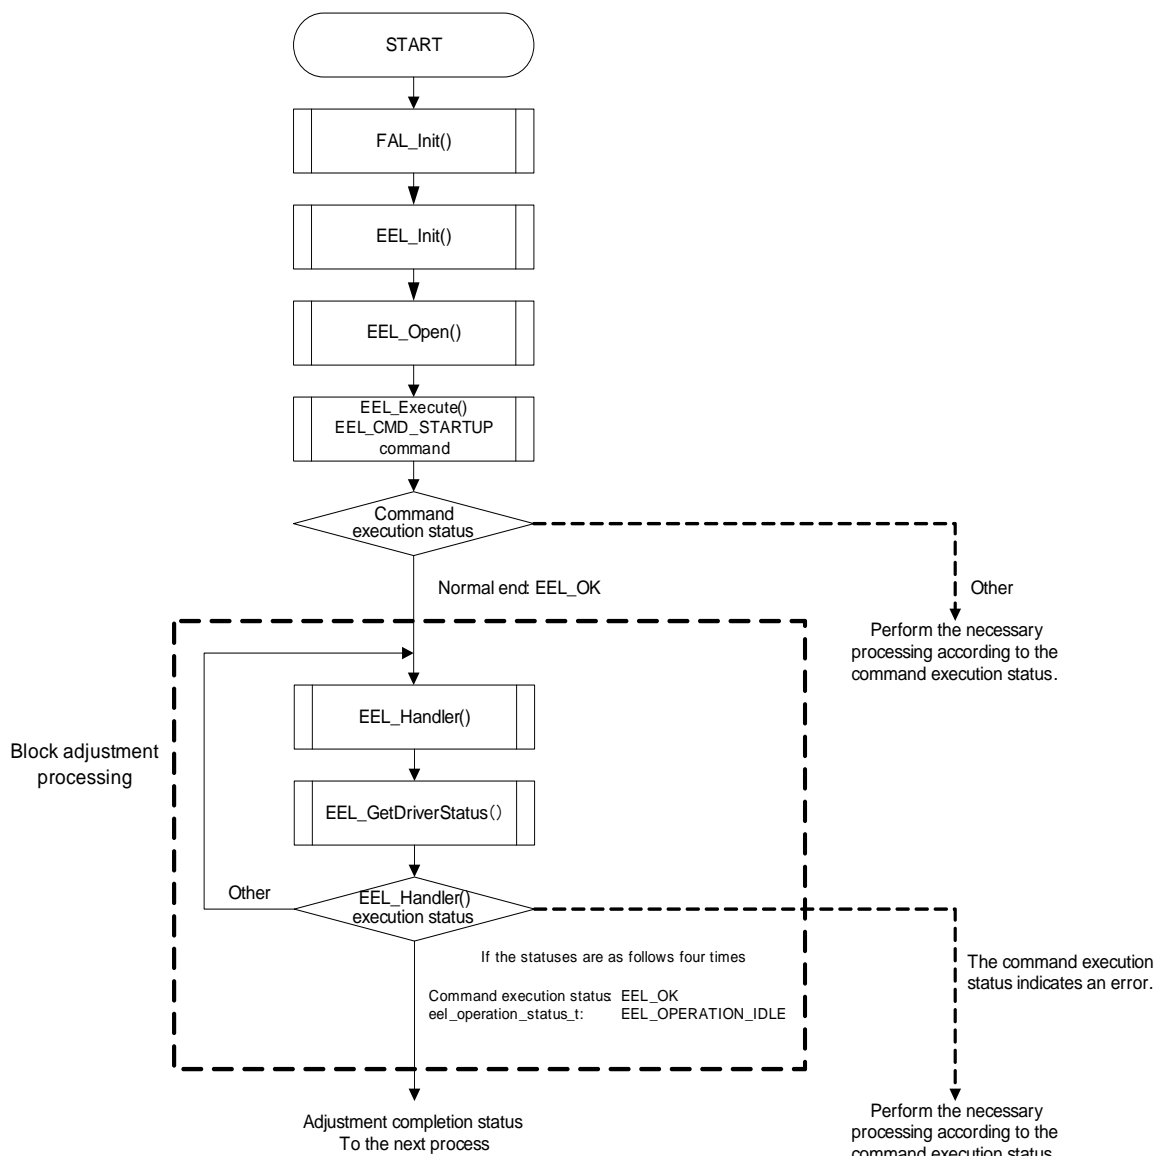 START
FAL_Init()
EEL_Init()
EEL_Open()
EEL_Execute()
EEL_CMD_STARTUP
command
Command
execution status
Normal end: EEL_OK
Other
Perform the necessary
processing according to the
command execution status.
Block adjustment
processing
EEL_Handler()
EEL_GetDriverStatus()
Other
EEL_Handler()
execution status
If the statuses are as follows four times
Command execution status: EEL_OK
eel_operation_status_t: EEL_OPERATION_IDLE
The command execution
status indicates an error.
Adjustment completion status
To the next process
Perform the necessary
processing according to the
command execution status